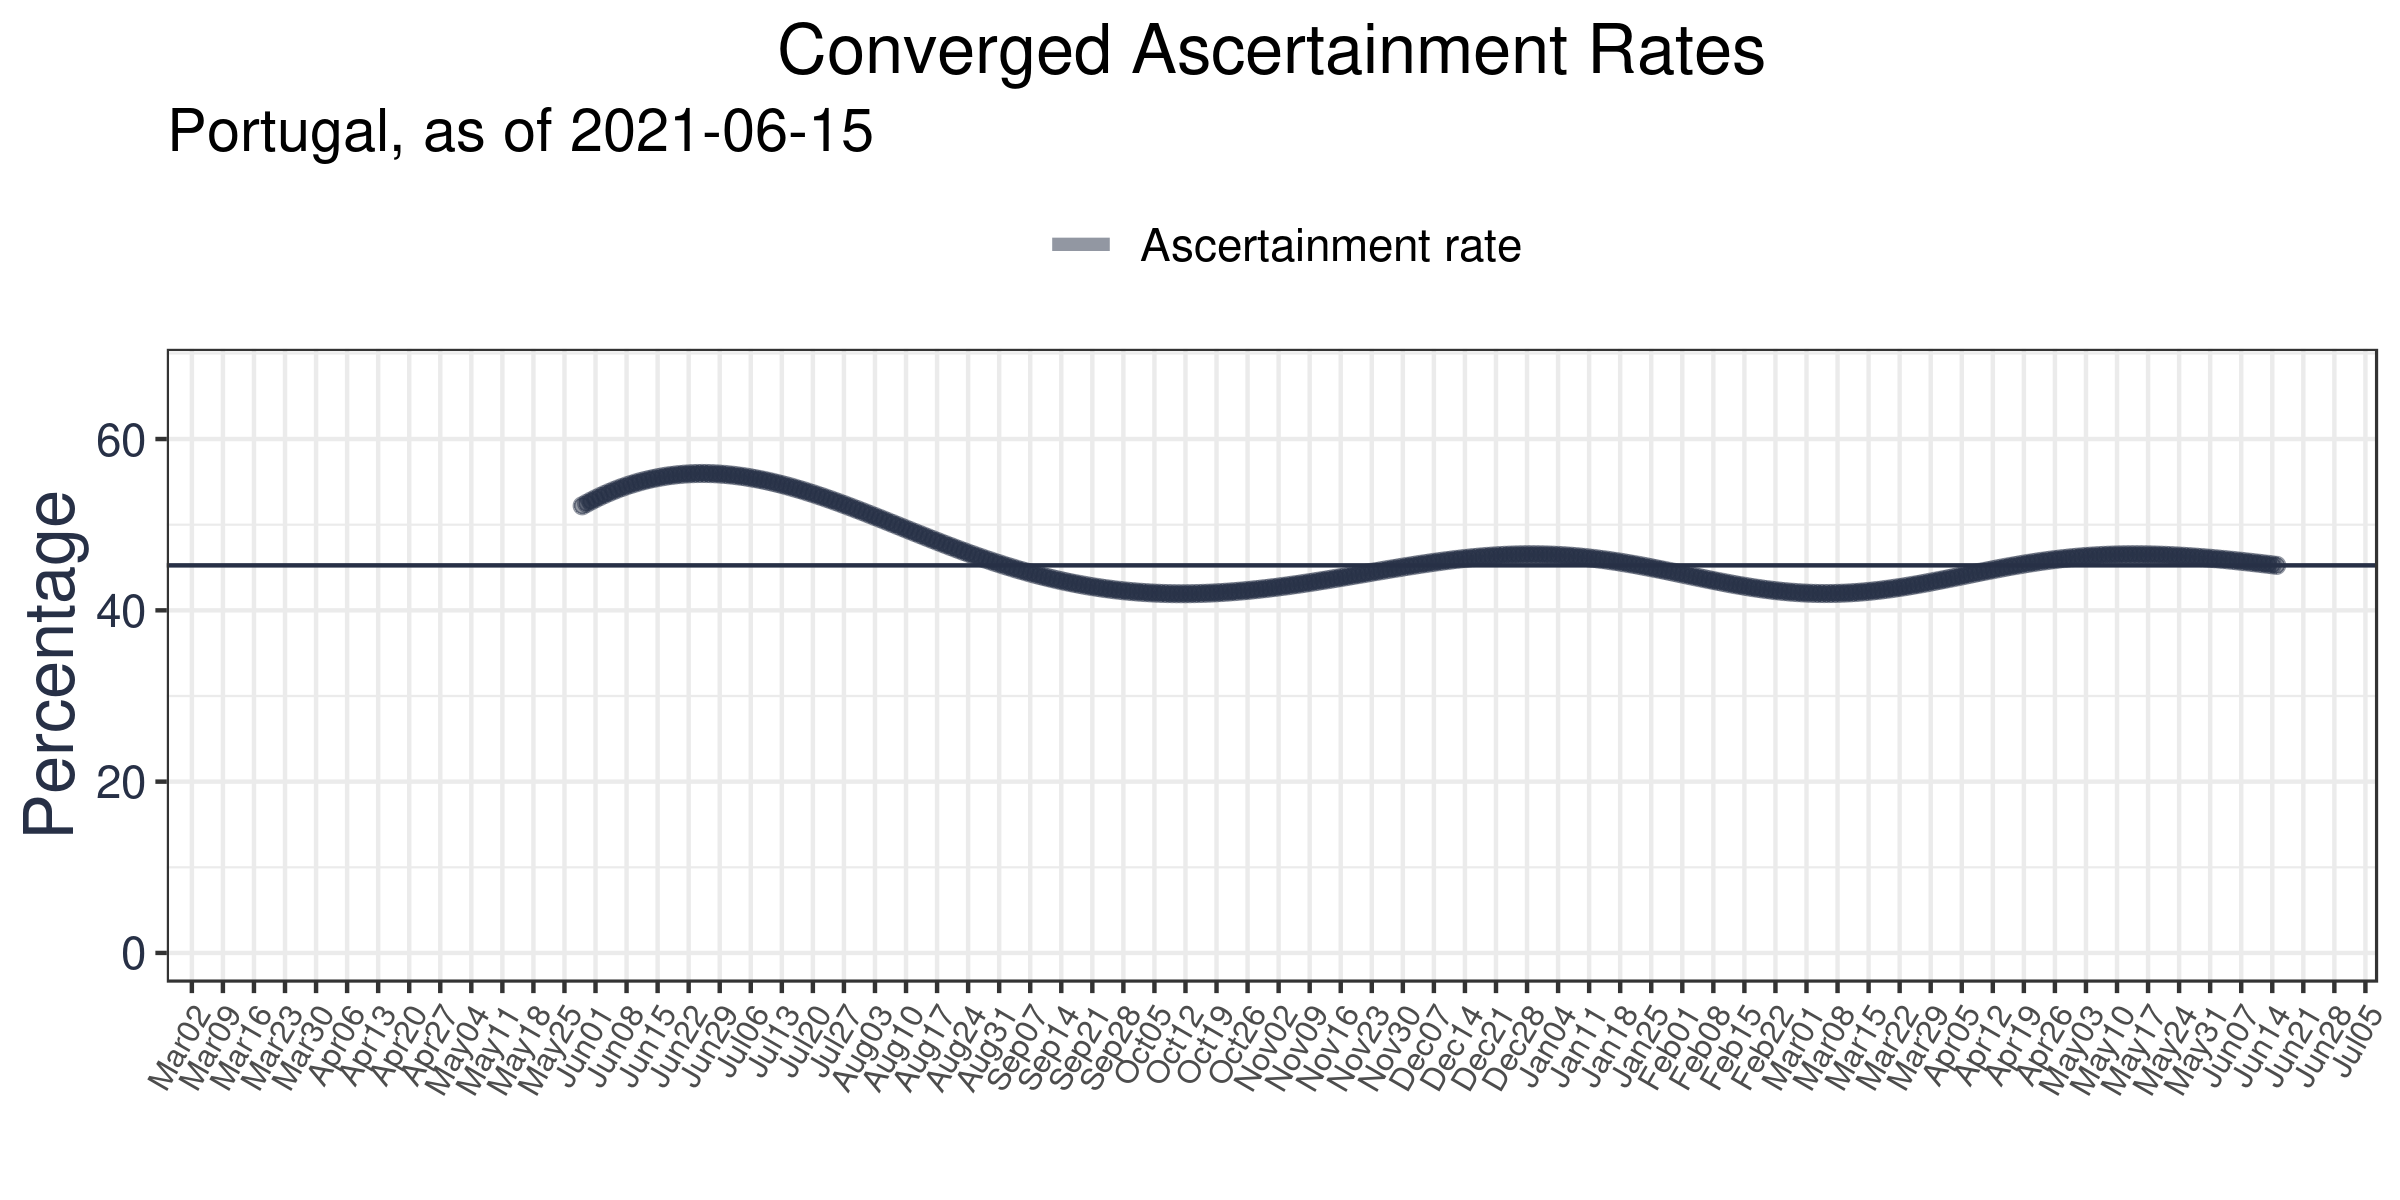 Converged Ascertainment Rates
Portugal, as of 2021-06-15
Ascertainment rate
Percentage
60
40
20
0
Mar02 Mar09 Mar16 Mar23 Mar30 Apr06 Apr13 Apr20 Apr27 May04 May11 May18 May25 Jun01 Jun08 Jun15 Jun22 Jun29 Jul06 Jul13 Jul20 Jul27 Aug03 Aug10 Aug17 Aug24 Aug31 Sep07 Sep14 Sep21 Sep28 Oct05 Oct12 Oct19 Oct26 Nov02 Nov09 Nov16 Nov23 Nov30 Dec07 Dec14 Dec21 Dec28 Jan04 Jan11 Jan18 Jan25 Feb01 Feb08 Feb15 Feb22 Mar01 Mar08 Mar15 Mar22 Mar29 Apr05 Apr12 Apr19 Apr26 May03 May10 May17 May24 May31 Jun07 Jun14 Jun21 Jun28 Jul05